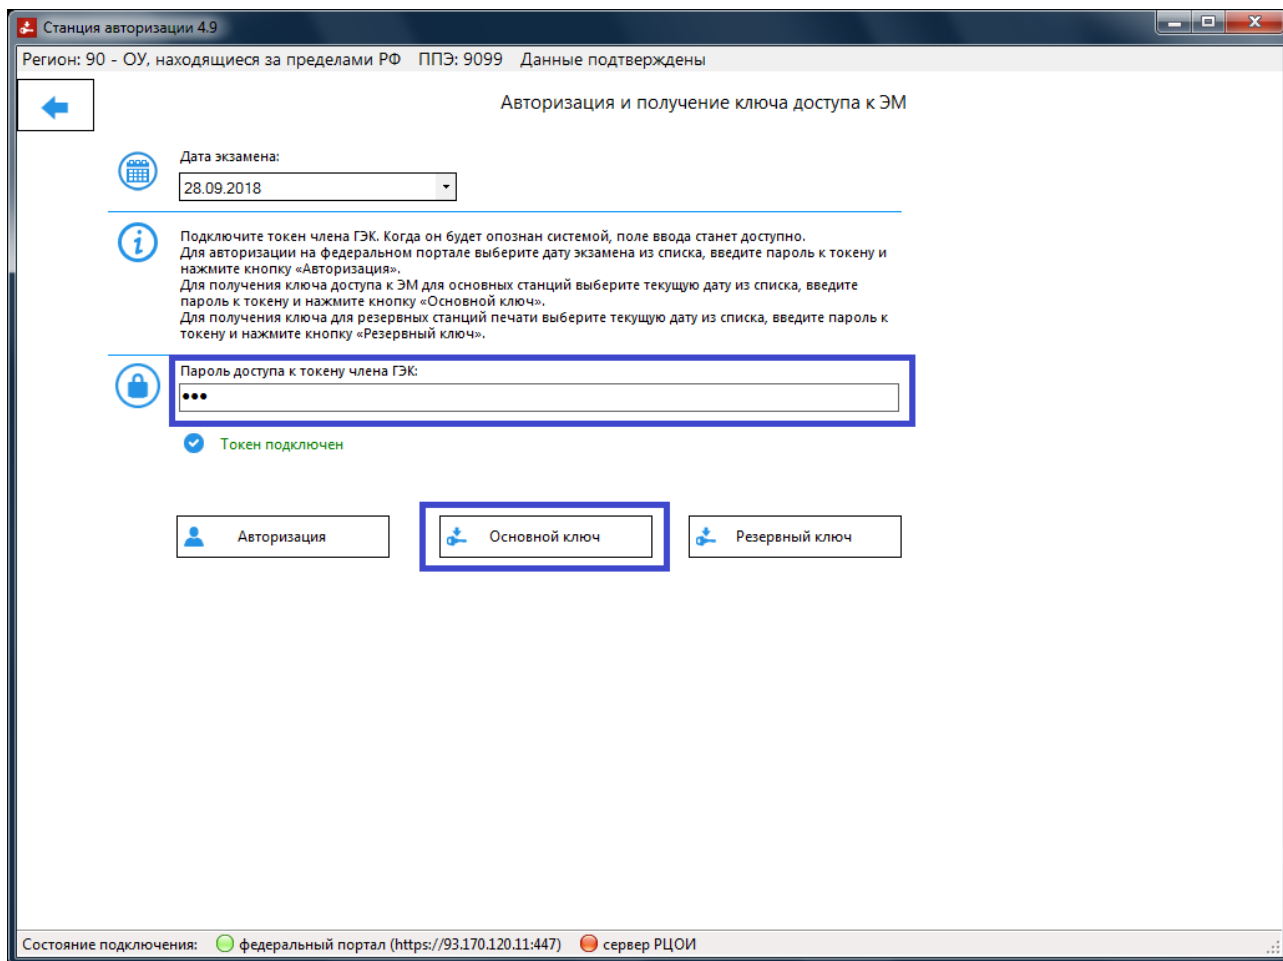 Станция авторизации 4.9
Регион: 90 - ОУ, находящиеся за пределами РФ ППЭ: 9099 Данные подтверждены
Авторизация и получение ключа доступа к ЭМ
Дата экзамена:
28.09.2018
Подключите токен члена ГЭК. Когда он будет опознан системой, поле ввода станет доступно.
Для авторизации на федеральном портале выберите дату экзамена из списка, введите пароль к токену и
нажмите кнопку «Авторизация».
Для получения ключа доступа к ЭМ для основных станций выберите текущую дату из списка, введите
пароль к токену и нажмите кнопку «Основной ключ».
Для получения ключа для резервных станций печати выберите текущую дату из списка, введите пароль к
токену и нажмите кнопку «Резервный ключ».
Пароль доступа к токену члена ГЭК:
•••
Токен подключен
Авторизация Основной ключ Резервный ключ
Состояние подключения: федеральный портал (https://93.170.120.11:447) сервер РЦОИ